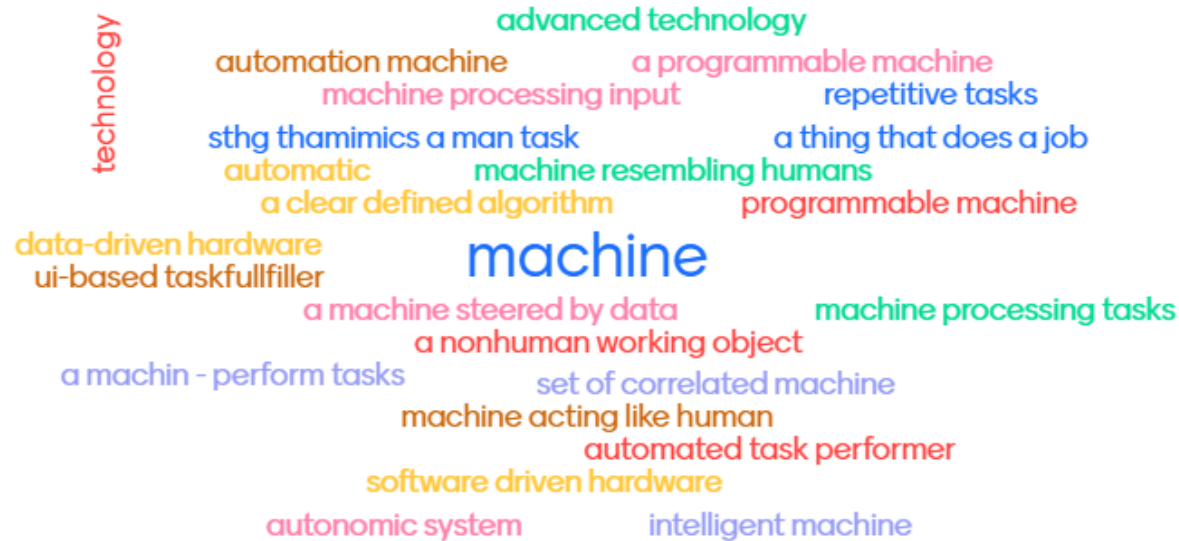 technology
advanced technology
automation machine
a programmable machine
machine processing input
repetitive tasks
sthg thamimics a man task
a thing that does a job
automatic
machine resembling humans
a clear defined algorithm
programmable machine
data-driven hardware
machine
ui-based taskfullfiller
a machine steered by data
machine processing tasks
a nonhuman working object
a machin - perform tasks
set of correlated machine
machine acting like human
automated task performer
software driven hardware
autonomic system
intelligent machine